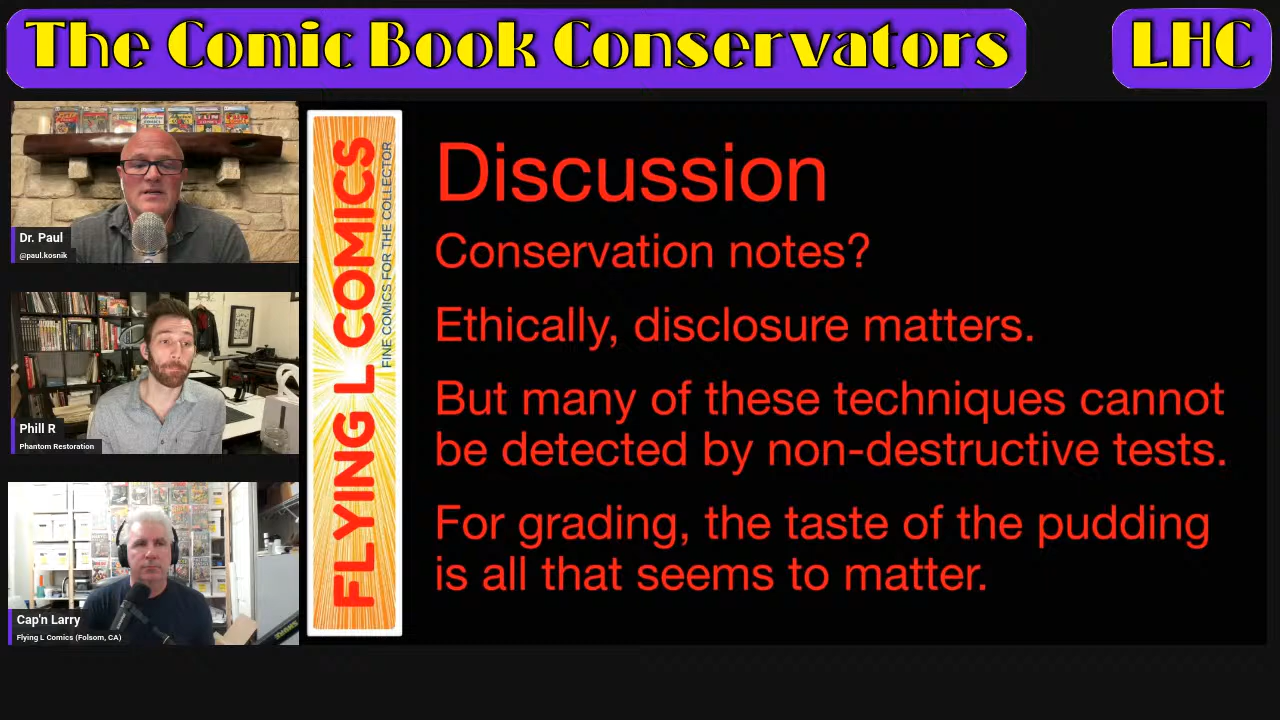 The Comic Book Conservators
LHC
Dr. Paul
@paul.kosnik
Phill R
Phantom Restoration
Cap'n Larry
Flying L Comics (Folsom, CA)
FLYING L COMICS
FINE COMICS FOR THE COLLECTOR
Discussion
Conservation notes?
Ethically, disclosure matters.
But many of these techniques cannot
be detected by non-destructive tests.
For grading, the taste of the pudding
is all that seems to matter.